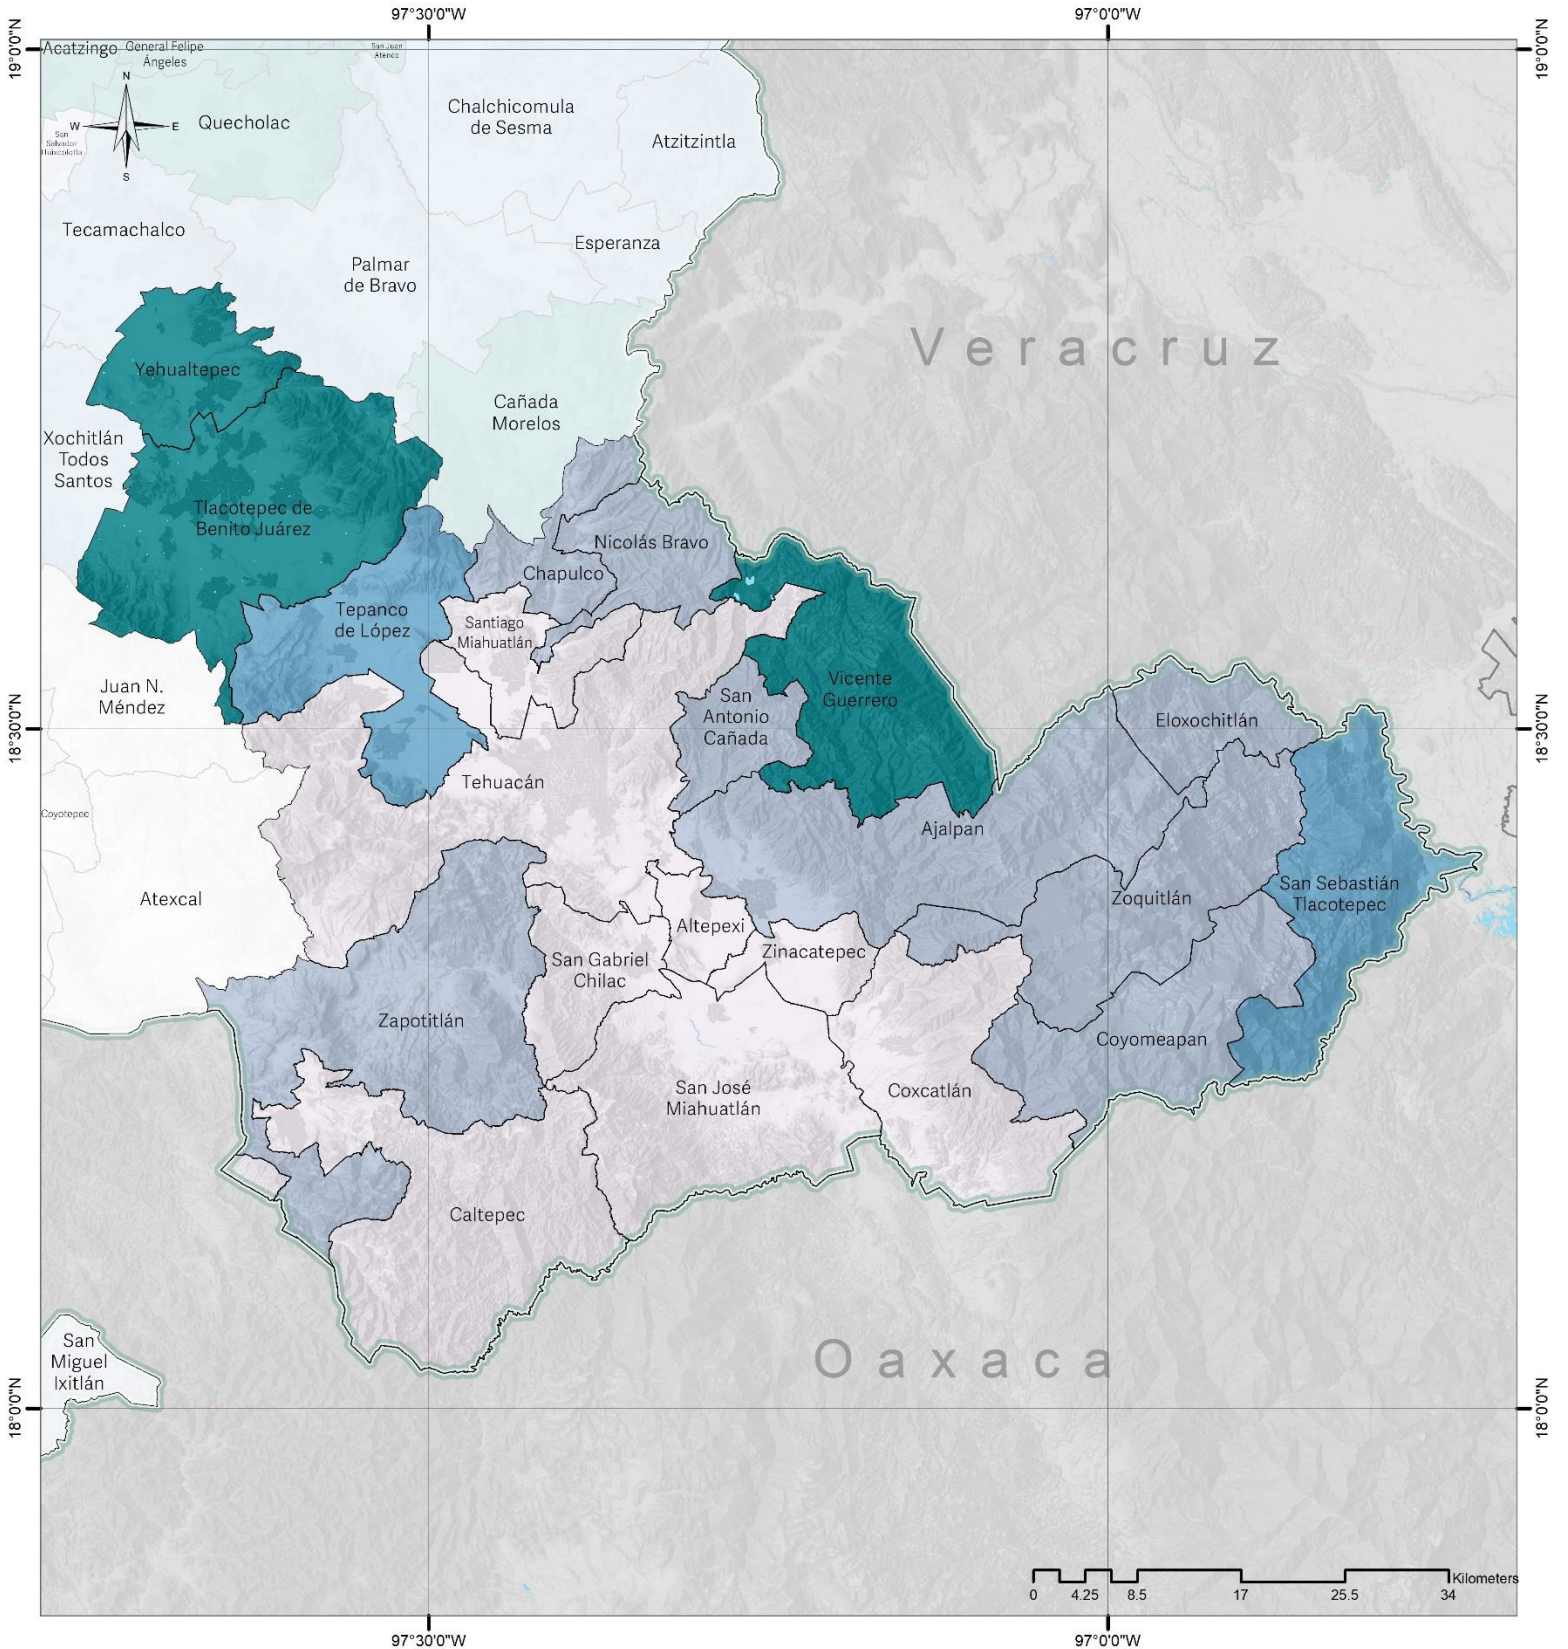 97°30'0"W
97°0'0"W
19°0'0"N
19°0'0"N
Acatzingo
General Felipe
Ángeles
San Juan
Atenco
N
W
E
S
San
Salvador
Huixcolotla
Quecholac
Chalchicomula
de Sesma
Atzitzintla
Tecamachalco
Esperanza
Palmar
de Bravo
Veracruz
Yehualtepec
Cañada
Morelos
Xochitlán
Todos
Santos
Tlacotepec de
Benito Juárez
Nicolás Bravo
Chapulco
Tepanco
de López
Santiago
Miahuatlán
Juan N.
Méndez
San
Antonio
Cañada
Vicente
Guerrero
Eloxochitlán
18°30'0"N
18°30'0"N
Tehuacán
Coyotepec
Ajalpan
Atexcal
San Sebastián
Tlacotepec
Zoquitlán
Altepexi
Zinacatepec
San Gabriel
Chilac
Zapotitlán
Coyomeapan
San José
Miahuatlán
Coxcatlán
Caltepec
San
Miguel
Ixitlán
Oaxaca
18°0'0"N
18°0'0"N
Kilometers
0 4.25 8.5 17 25.5 34
97°30'0"W
97°0'0"W